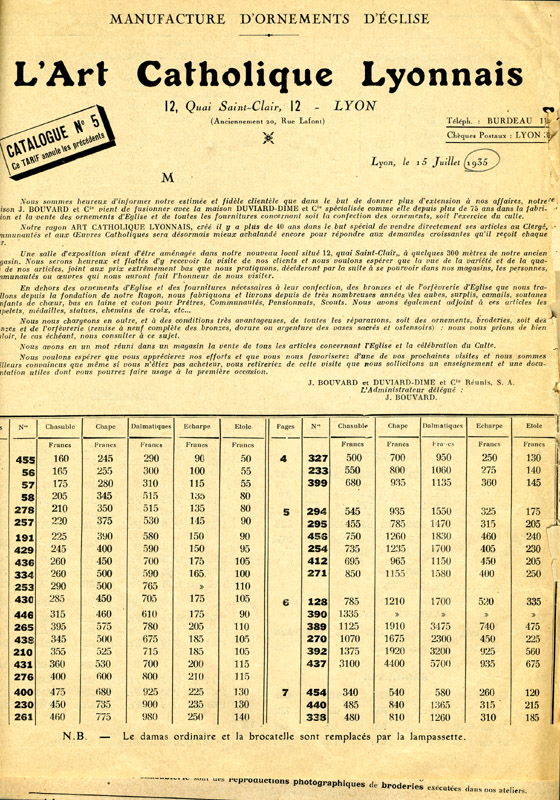 MANUFACTURE D'ORNEMENTS D'ÉGLISE
L'Art Catholique Lyonnais
12, Quai Saint-Clair, 12 - LYON
(Anciennement 20, Rue Lafont)
CATALOGUE N° 5
Ce TARIF annule les précédents
Téléph. : BURDEAU
Chèques Postaux : LYON
Lyon, le 15 Juillet 1935
M
Nous sommes heureux d'informer notre estimée et fidèle clientèle que dans le but de donner plus d'extension à nos affaires, notre
J. BOUVARD et Cie vient de fusionner avec la maison DUVIARD-DIME et Cie spécialisée comme elle depuis plus de 75 ans dans la fabri-
et la vente des ornements d'Eglise et de toutes les fournitures concernant soit la confection des ornements, soit l'exercice du culte.
Notre rayon ART CATHOLIQUE LYONNAIS, créé il y a plus de 40 ans dans le but spécial de vendre directement ses articles au Clergé,
et aux Œuvres Catholiques sera désormais mieux achalandé encore pour répondre aux demandes croissantes qu'il reçoit chaque
Une salle d'exposition vient d'être aménagée dans notre nouveau local situé 12, quai Saint-Clair, à quelques 300 mètres de notre ancien
magasin. Nous serons heureux et flattés d'y recevoir la visite de nos clients et nous voulons espérer que la vue de la variété et de la qua-
de nos articles, joint aux prix extrêmement bas que nous pratiquons, décideront par la suite à se pourvoir dans nos magasins, les personnes,
ou œuvres qui nous auront fait l'honneur de nous visiter.
En dehors des ornements d'Eglise et des fournitures nécessaires à leur confection, des bronzes et de l'orfèvrerie d'Eglise que nous tra-
vaillons depuis la fondation de notre Rayon, nous fabriquons et livrons depuis de très nombreuses années des aubes, surplis, camails, soutanes
enfants de chœur, bas en laine et coton pour Prêtres, Communautés, Pensionnats, Scouts. Nous avons également adjoint à ces articles les
médailles, statues, chemins de croix, etc...
Nous nous chargeons en outre, et à des conditions très avantageuses, de toutes les réparations, soit des ornements, broderies, soit des
bronzes et de l'orfèvrerie (remise à neuf complète des bronzes, dorure ou argenture des vases sacrés et ostensoirs) : nous vous prions de bien
le cas échéant, nous consulter à ce sujet.
Nous avons en un mot réuni dans un magasin la vente de tous les articles concernant l'Eglise et la célébration du Culte.
Nous voulons espérer que vous apprécierez nos efforts et que vous nous favoriserez d'une de vos prochaines visites et nous sommes
convaincus que même si vous n'étiez pas acheteur, vous retireriez de cette visite que nous sollicitons un enseignement et une docu-
mentation utiles dont vous pourrez faire usage à la première occasion.
J. BOUVARD et DUVIARD-DIME et Cie Réunis, S. A.
L'Administrateur délégué :
J. BOUVARD.
Nos Chasuble Chape Dalmatiques Echarpe Etole Pages Nos Chasuble Chape Dalmatiques Echarpe Etole
Francs Francs Francs Francs Francs Francs Francs Francs Francs Francs
455 160 245 290 90 50 4 327 500 700 950 250 130
56 165 255 300 100 55 233 550 800 1060 275 140
57 175 280 310 115 55 399 680 935 1135 360 145
58 205 345 515 135 80
278 210 350 515 135 80 5 294 545 935 1550 325 175
257 220 375 530 145 90 295 455 785 1470 315 205
191 225 390 580 150 90 456 750 1260 1830 460 240
429 245 400 590 150 95 254 735 1235 1700 405 230
436 260 450 700 175 105 412 695 965 1150 450 205
334 260 500 590 165 100 271 850 1155 1580 400 250
253 290 500 765 » 110
430 285 450 705 175 105 6 128 785 1210 1700 520 335
446 315 460 610 175 90 390 1335 » » » »
265 395 575 780 205 110 389 1125 1910 3475 740 475
438 345 500 675 185 105 270 1070 1675 2300 450 225
210 355 525 715 185 105 392 1375 1920 3200 925 560
431 360 530 700 200 115 437 3100 4400 5700 935 675
276 400 600 800 210 115
400 475 680 925 225 130 7 454 340 540 580 260 120
230 450 735 900 235 130 440 485 840 1365 315 215
261 460 775 980 250 140 338 480 810 1260 310 185
N.B. — Le damas ordinaire et la brocatelle sont remplacés par la lampassette.
sont des reproductions photographiques de broderies exécutées dans nos ateliers.